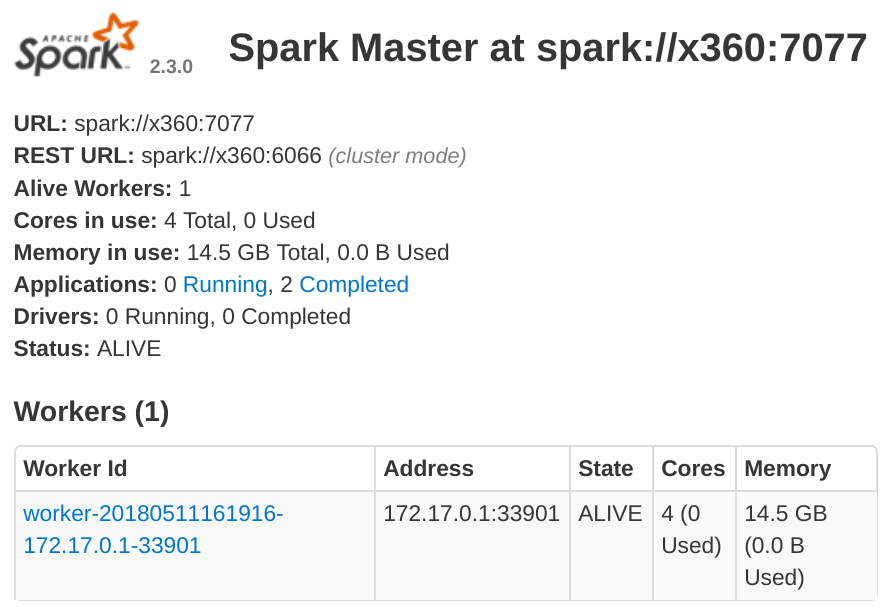 APACHE
Spark 2.3.0 Spark Master at spark://x360:7077
URL: spark://x360:7077
REST URL: spark://x360:6066 (cluster mode)
Alive Workers: 1
Cores in use: 4 Total, 0 Used
Memory in use: 14.5 GB Total, 0.0 B Used
Applications: 0 Running, 2 Completed
Drivers: 0 Running, 0 Completed
Status: ALIVE
Workers (1)
Worker Id Address State Cores Memory
worker-20180511161916- 172.17.0.1:33901 ALIVE 4 (0 14.5 GB
172.17.0.1-33901 Used) (0.0 B
Used)